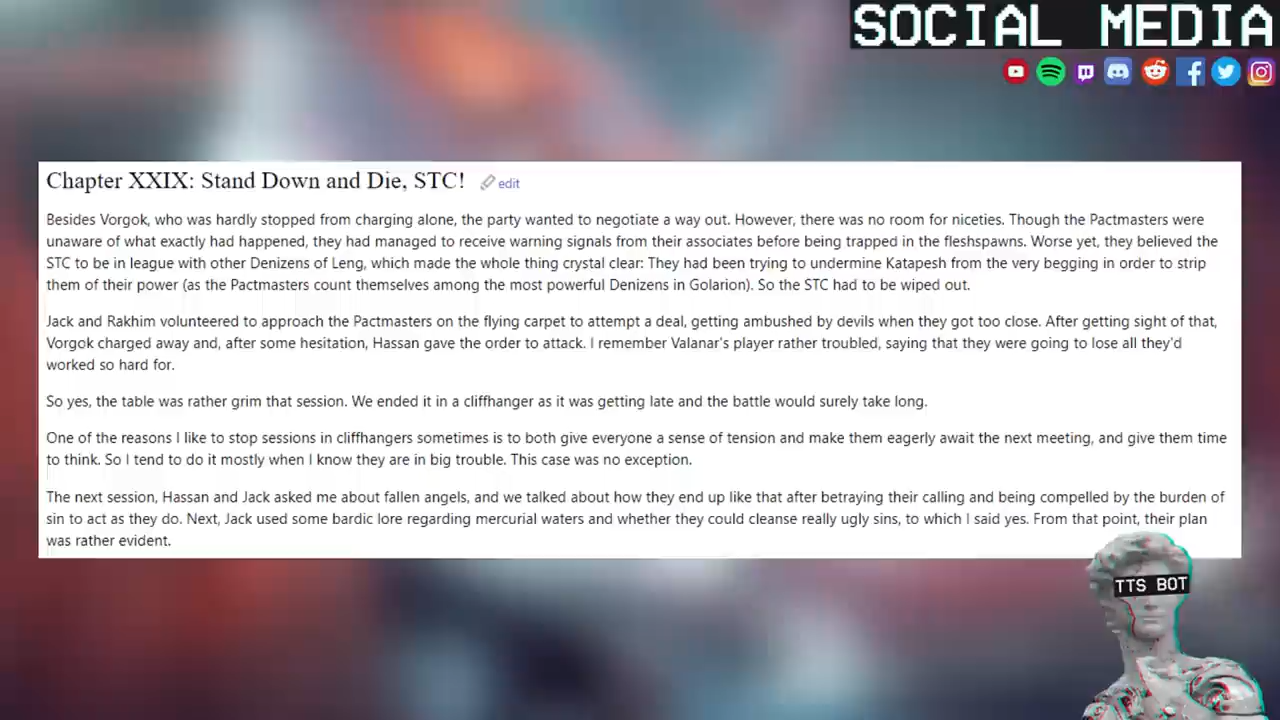 SOCIAL MEDIA
Chapter XXIX: Stand Down and Die, STC! edit
Besides Vorgok, who was hardly stopped from charging alone, the party wanted to negotiate a way out. However, there was no room for niceties. Though the Pactmasters were
unaware of what exactly had happened, they had managed to receive warning signals from their associates before being trapped in the fleshspawns. Worse yet, they believed the
STC to be in league with other Denizens of Leng, which made the whole thing crystal clear: They had been trying to undermine Katapesh from the very begging in order to strip
them of their power (as the Pactmasters count themselves among the most powerful Denizens in Golarion). So the STC had to be wiped out.
Jack and Rakhim volunteered to approach the Pactmasters on the flying carpet to attempt a deal, getting ambushed by devils when they got too close. After getting sight of that,
Vorgok charged away and, after some hesitation, Hassan gave the order to attack. I remember Valanar's player rather troubled, saying that they were going to lose all they'd
worked so hard for.
So yes, the table was rather grim that session. We ended it in a cliffhanger as it was getting late and the battle would surely take long.
One of the reasons I like to stop sessions in cliffhangers sometimes is to both give everyone a sense of tension and make them eagerly await the next meeting, and give them time
to think. So I tend to do it mostly when I know they are in big trouble. This case was no exception.
The next session, Hassan and Jack asked me about fallen angels, and we talked about how they end up like that after betraying their calling and being compelled by the burden of
sin to act as they do. Next, Jack used some bardic lore regarding mercurial waters and whether they could cleanse really ugly sins, to which I said yes. From that point, their plan
was rather evident.
TTS BOT